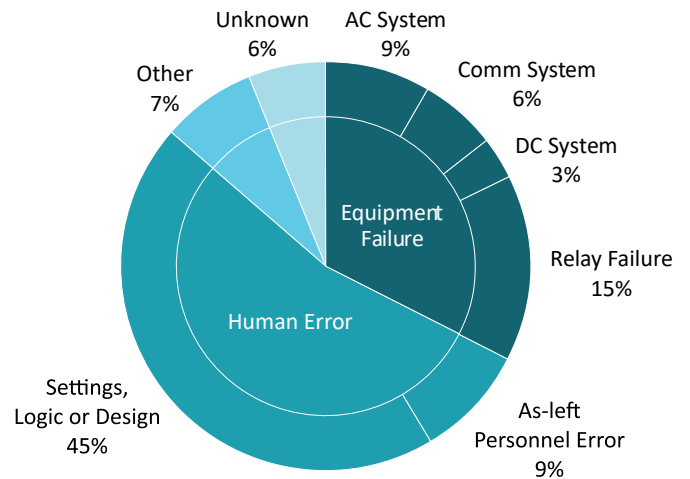 Unknown
6%
AC System
9%
Comm System
6%
Other
7%
DC System
3%
Equipment
Failure
Relay Failure
15%
Human Error
Settings,
Logic or Design
45%
As-left
Personnel Error
9%